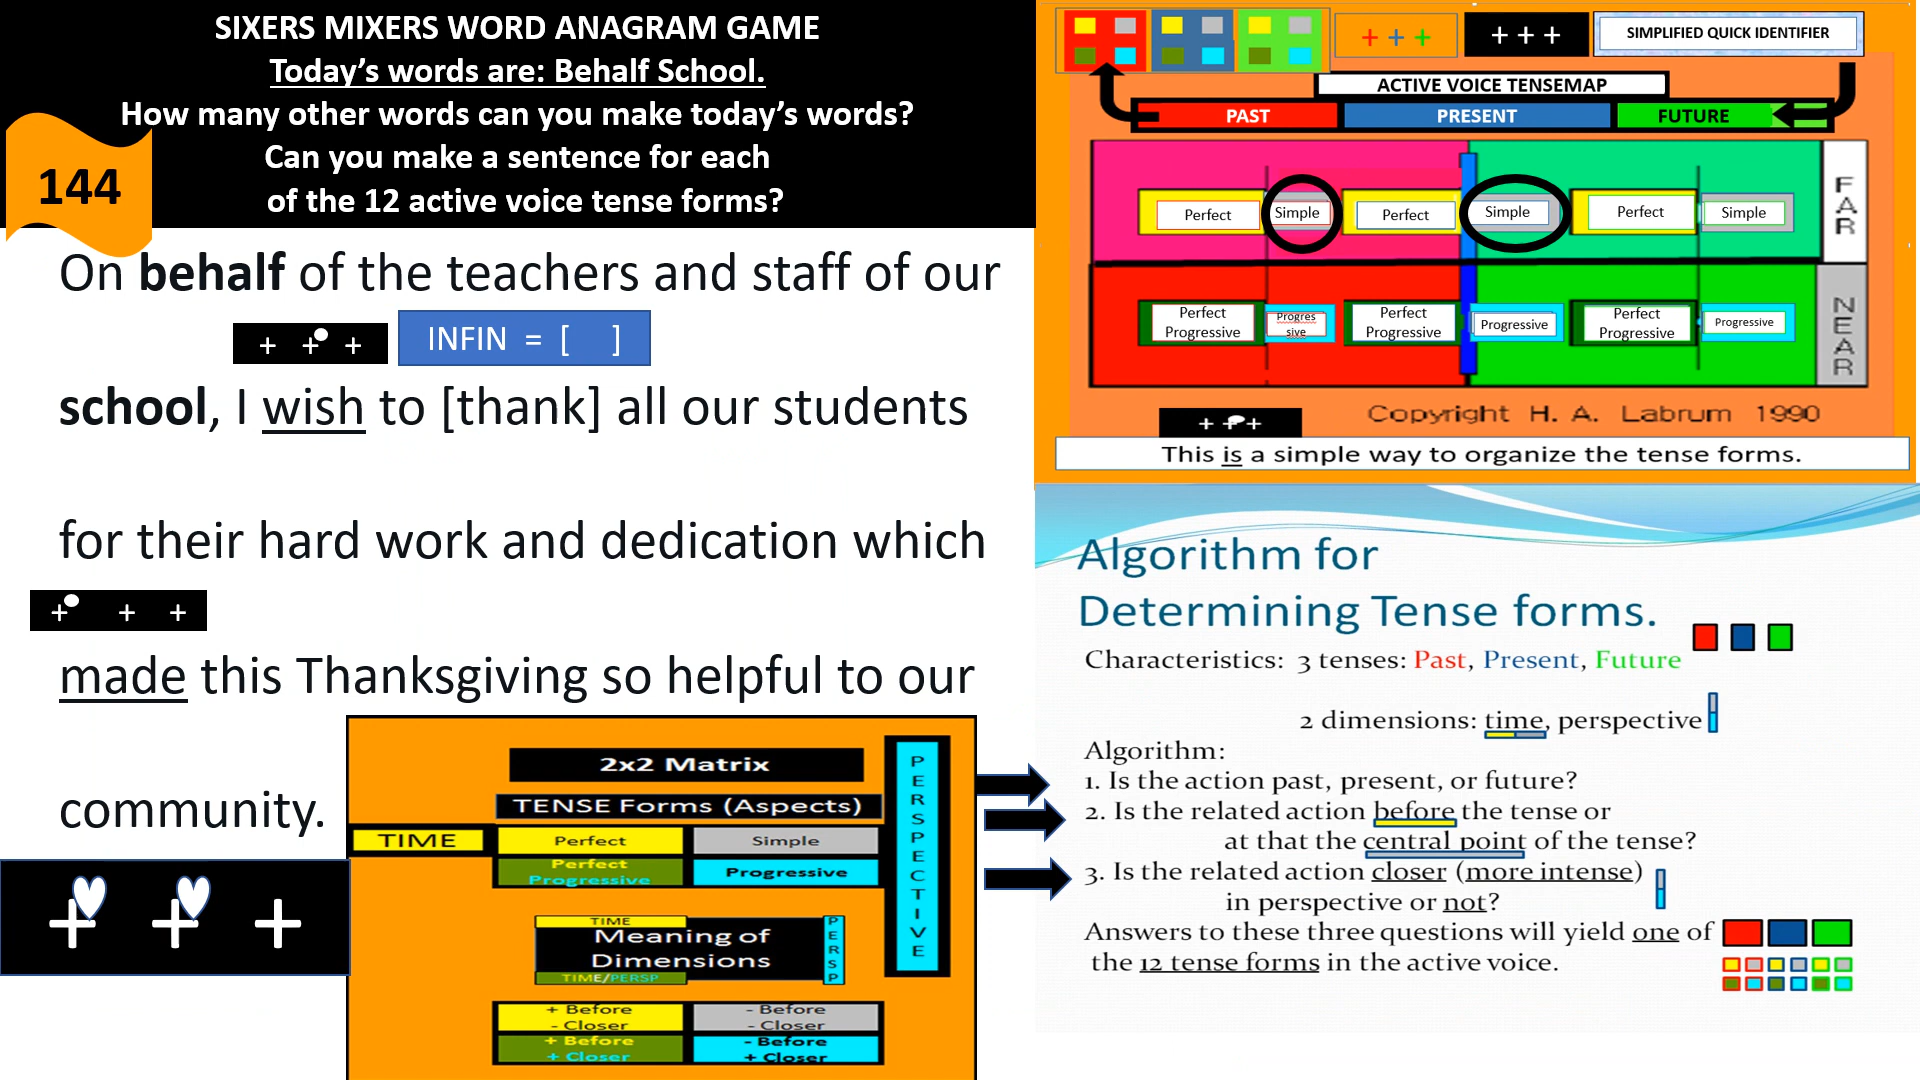 SIXERS MIXERS WORD ANAGRAM GAME
Today's words are: Behalf School.
How many other words can you make today's words?
Can you make a sentence for each
of the 12 active voice tense forms?
144
On behalf of the teachers and staff of our
+ + +
INFIN = [ ]
school, I wish to [thank] all our students
for their hard work and dedication which
+ + +
made this Thanksgiving so helpful to our
community.
+ + +
2x2 Matrix
TENSE Forms (Aspects)
TIME
Perfect
Simple
Perfect
Progressive
Progressive
PERSPECTIVE
TIME
Meaning of
Dimensions
TIME/PERSP
PERSP
+ Before
- Closer
- Before
- Closer
+ Before
+ Closer
- Before
+ Closer
+ + +
+ + +
SIMPLIFIED QUICK IDENTIFIER
ACTIVE VOICE TENSEMAP
PAST
PRESENT
FUTURE
Perfect
Simple
Perfect
Simple
Perfect
Simple
FAR
Perfect
Progressive
Progres
sive
Perfect
Progressive
Progressive
Perfect
Progressive
Progressive
NEAR
+ + +
Copyright H. A. Labrum 1990
This is a simple way to organize the tense forms.
Algorithm for
Determining Tense forms.
Characteristics: 3 tenses: Past, Present, Future
2 dimensions: time, perspective
Algorithm:
1. Is the action past, present, or future?
2. Is the related action before the tense or
at that the central point of the tense?
3. Is the related action closer (more intense)
in perspective or not?
Answers to these three questions will yield one of
the 12 tense forms in the active voice.